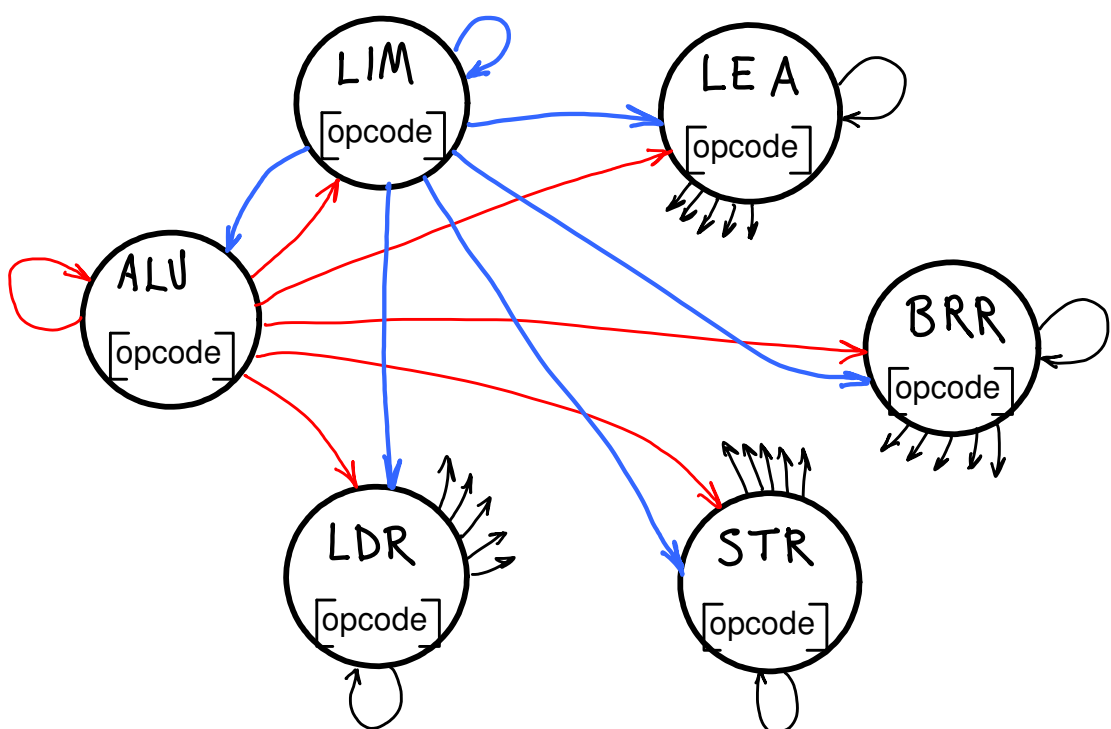 LIM
[opcode]
LEA
[opcode]
ALU
[opcode]
BRR
[opcode]
LDR
[opcode]
STR
[opcode]